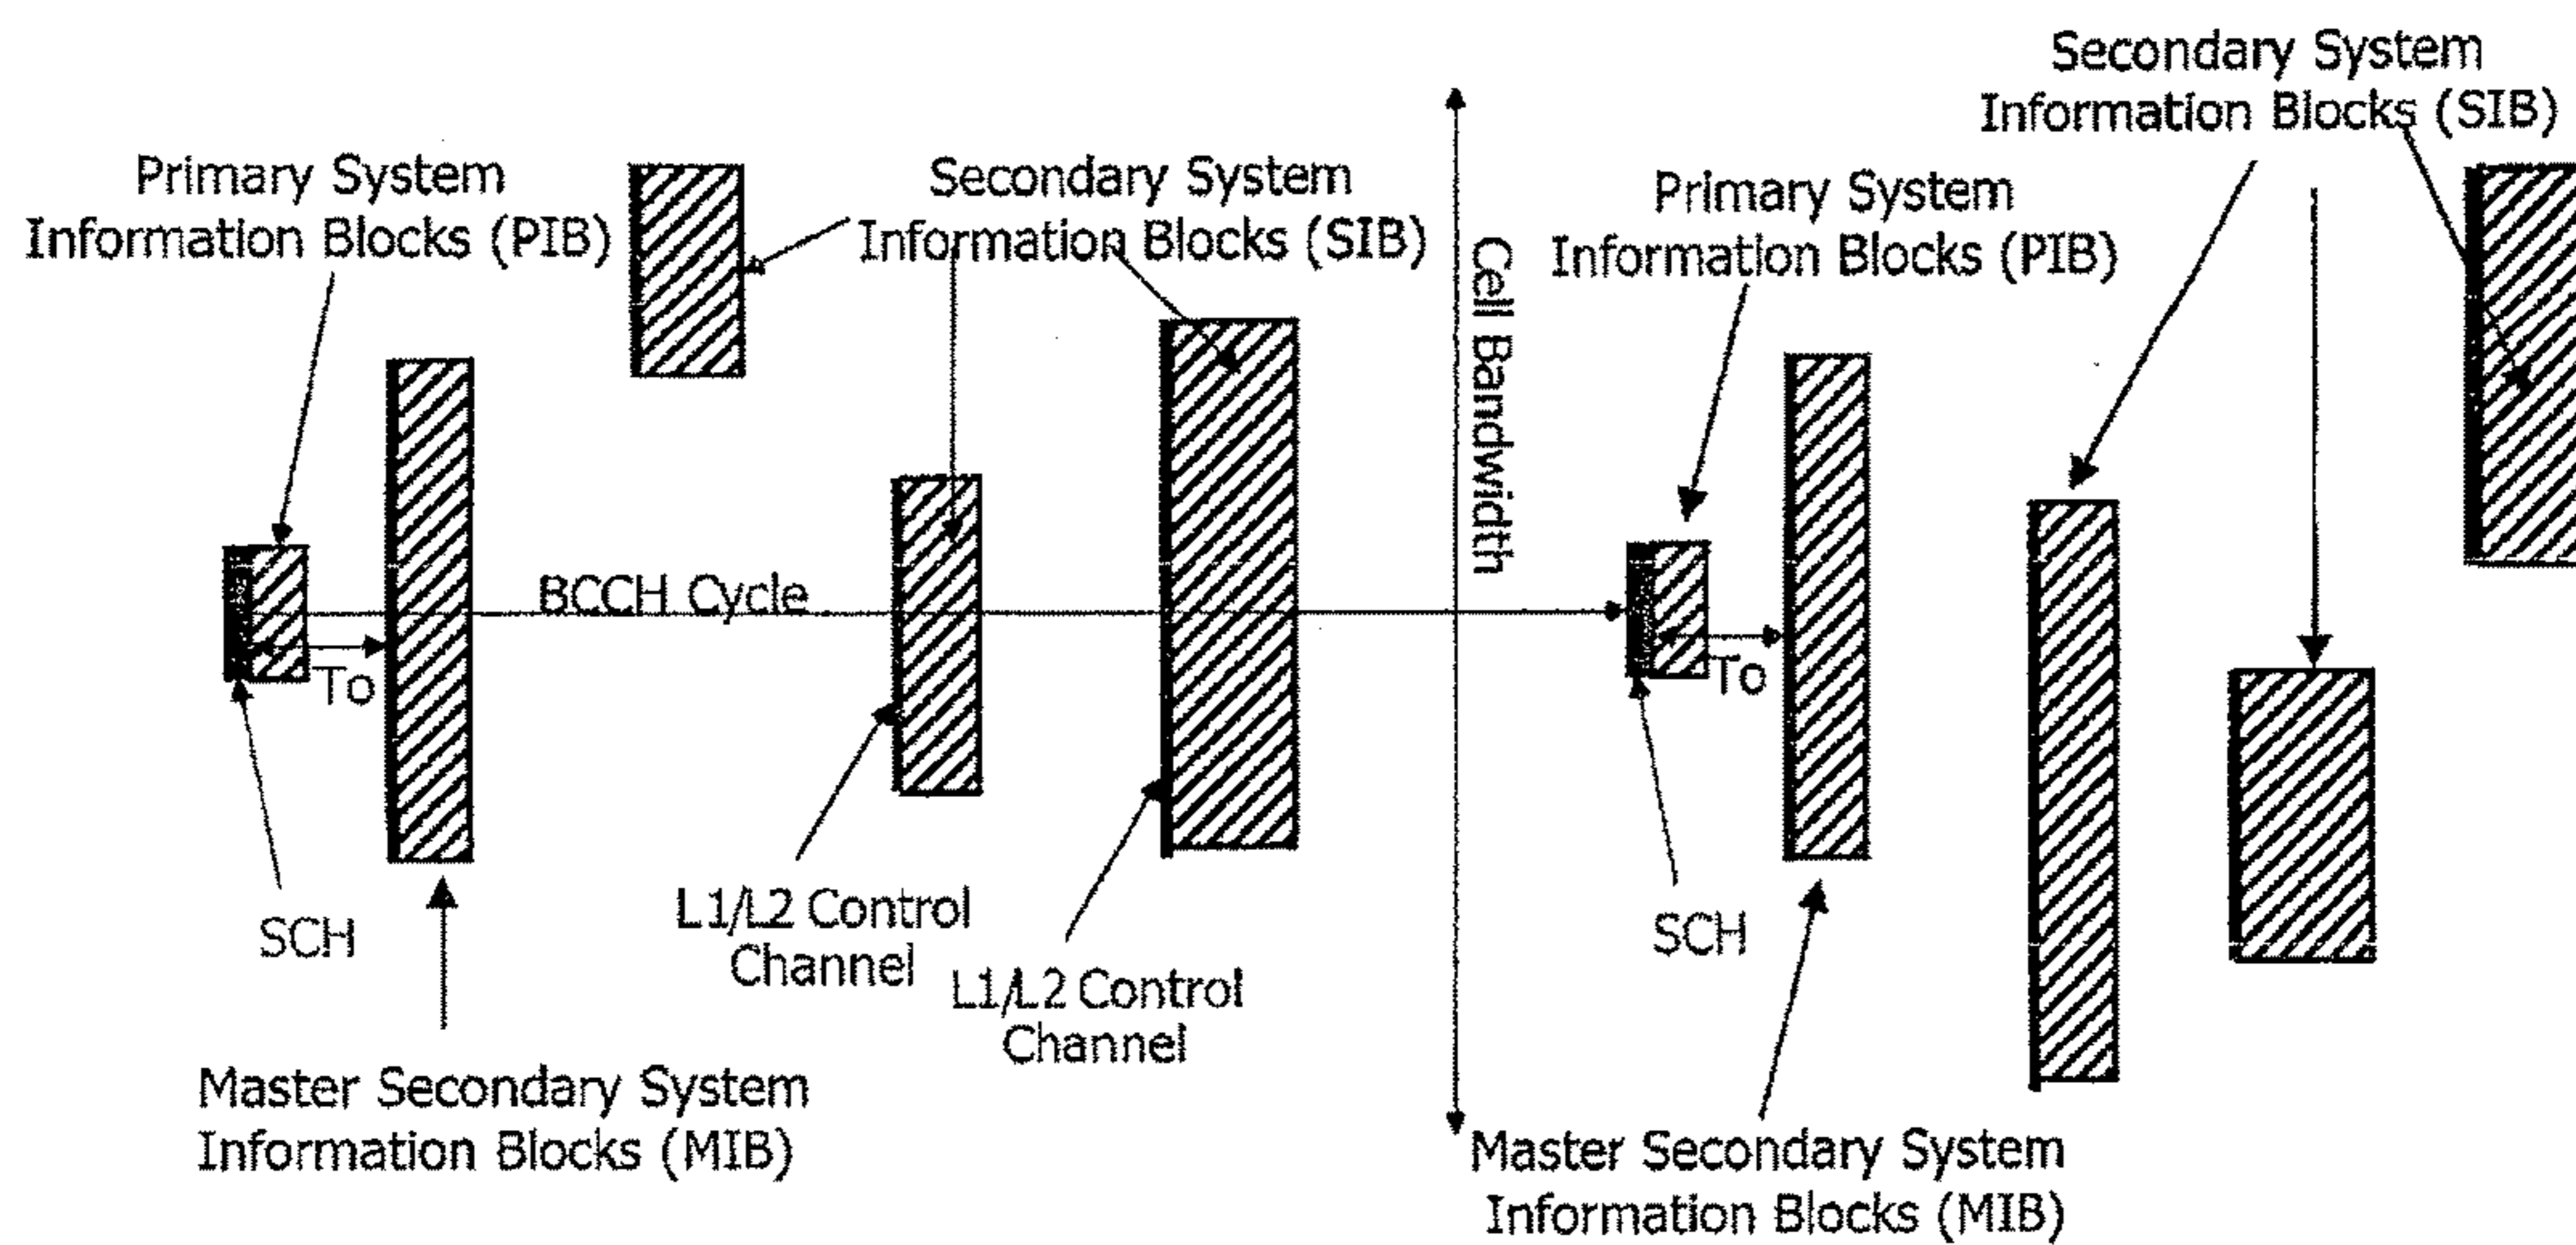 Primary System
Information Blocks (PIB)
Secondary System
Information Blocks (SIB)
Cell Bandwidth
Primary System
Information Blocks (PIB)
Secondary System
Information Blocks (SIB)
BCCH Cycle
To
To
SCH
L1/L2 Control
Channel
L1/L2 Control
Channel
SCH
Master Secondary System
Information Blocks (MIB)
Master Secondary System
Information Blocks (MIB)